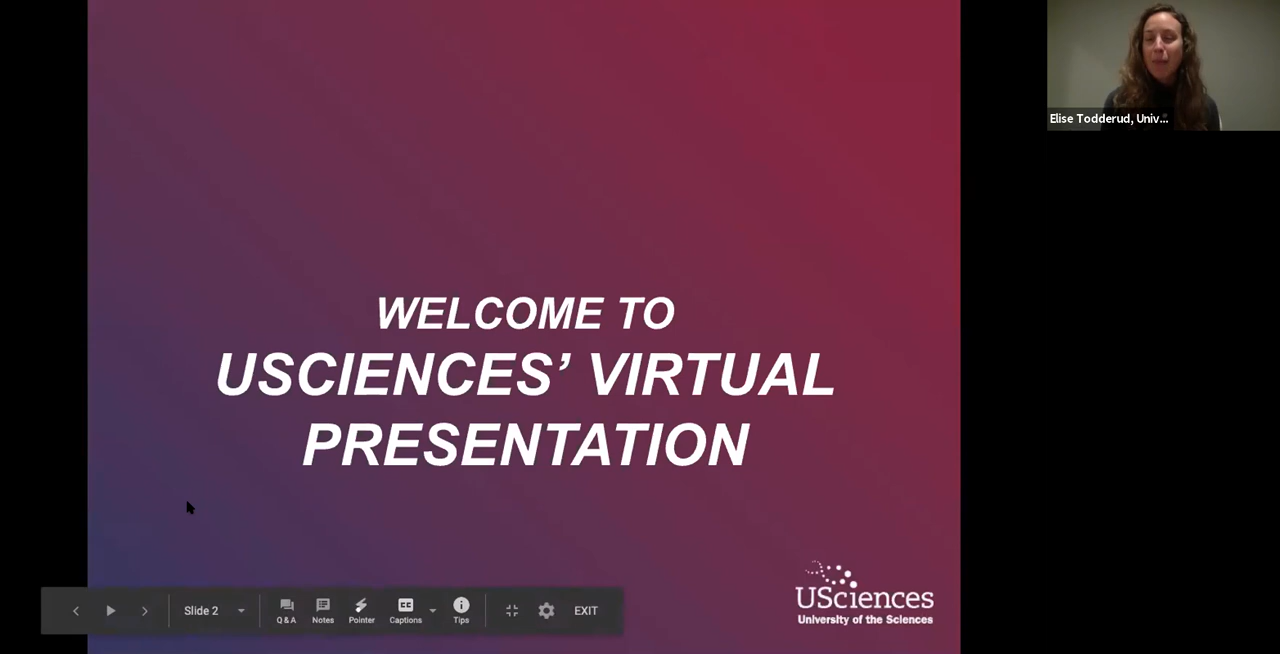 WELCOME TO
USCIENCES’ VIRTUAL
PRESENTATION
Elise Todderud, Univ...
USciences
University of the Sciences
Slide 2
Q & A
Notes
Pointer
Captions
Tips
EXIT